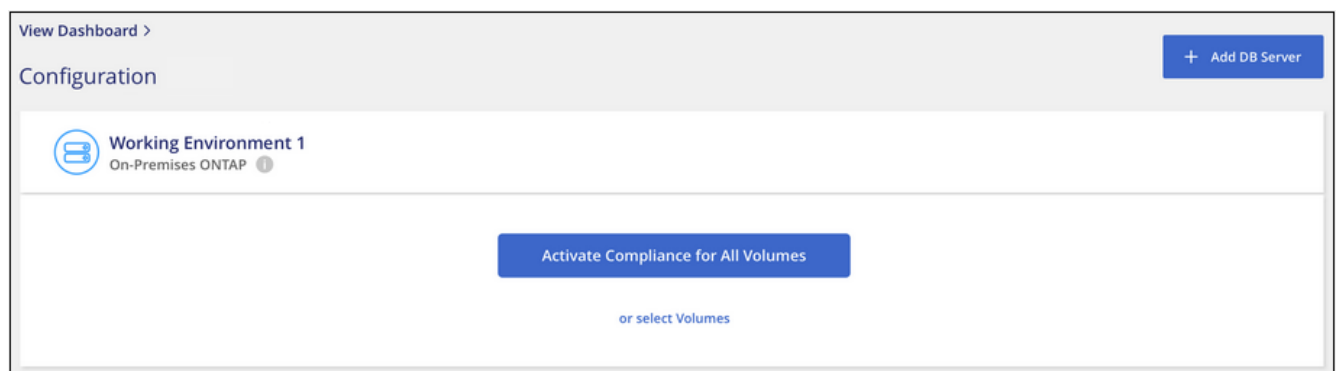 View Dashboard >
+ Add DB Server
Configuration
Working Environment 1
On-Premises ONTAP i
Activate Compliance for All Volumes
or select Volumes